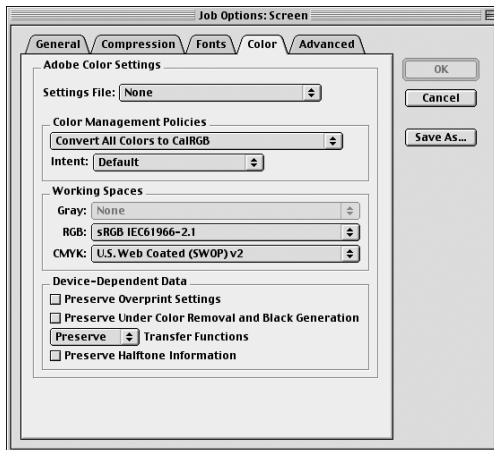 Job Options: Screen
General Compression Fonts Color Advanced
Adobe Color Settings
Settings File: None
Color Management Policies
Convert All Colors to CalRGB
Intent: Default
Working Spaces
Gray: None
RGB: sRGB IEC61966-2.1
CMYK: U.S. Web Coated (SWOP) v2
Device-Dependent Data
Preserve Overprint Settings
Preserve Under Color Removal and Black Generation
Preserve Transfer Functions
Preserve Halftone Information
OK
Cancel
Save As...